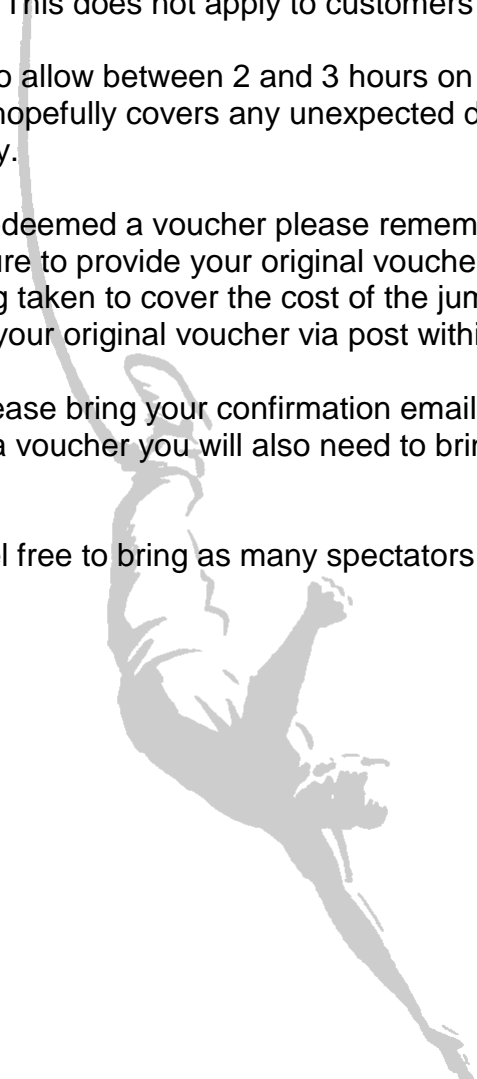 This does not apply to customers
o allow between 2 and 3 hours on
hopefully covers any unexpected d
y.
deemed a voucher please remem
ure to provide your original vouche
g taken to cover the cost of the jum
your original voucher via post withi
ease bring your confirmation email
a voucher you will also need to brin
l free to bring as many spectators